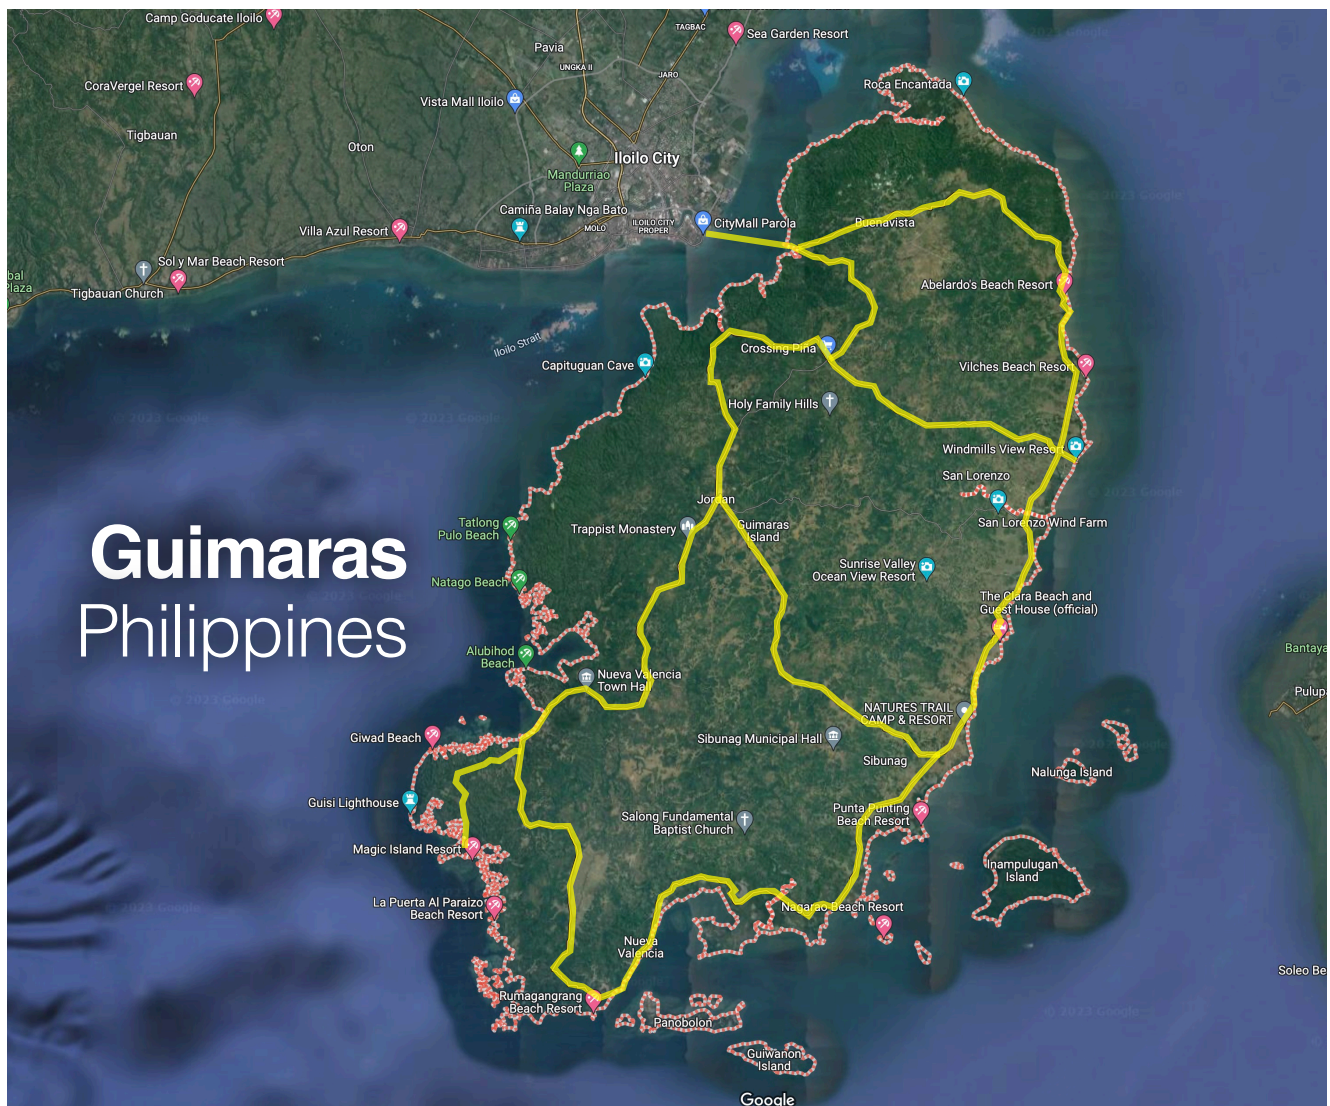 Camp Goducate Iloilo
TAGBAC
Sea Garden Resort
Pavia
UNGKA II
JARO
CoraVergel Resort
Vista Mall Iloilo
Roca Encantada
Tigbauan
Oton
Iloilo City
Mandurriao
Plaza
Camiña Balay Nga Bato
Villa Azul Resort
MOLO
ILOILO CITY
PROPER
CityMall Parola
Buenavista
Sol y Mar Beach Resort
Tigbauan Church
bal
Plaza
Abelardo's Beach Resort
Iloilo Strait
Capituguan Cave
Crossing Pina
Vilches Beach Resort
Holy Family Hills
© 2023 Google
Windmills View Resort
San Lorenzo
Jordan
San Lorenzo Wind Farm
Guimaras
Philippines
Tatlong
Pulo Beach
Trappist Monastery
Guimaras
Island
Natago Beach
Sunrise Valley
Ocean View Resort
The Clara Beach and
Guest House (official)
Alubihod
Beach
Nueva Valencia
Town Hall
Bantaya
Pulupa
NATURES TRAIL
CAMP & RESORT
Giwad Beach
Sibunag Municipal Hall
Sibunag
Nalunga Island
Guisi Lighthouse
Salong Fundamental
Baptist Church
Punta Punting
Beach Resort
Magic Island Resort
Inampulugan
Island
La Puerta Al Paraizo
Beach Resort
Nagarao Beach Resort
Nueva
Valencia
Soleo Be
Rumagangrang
Beach Resort
Panobolon
Guiwanon
Island
Google